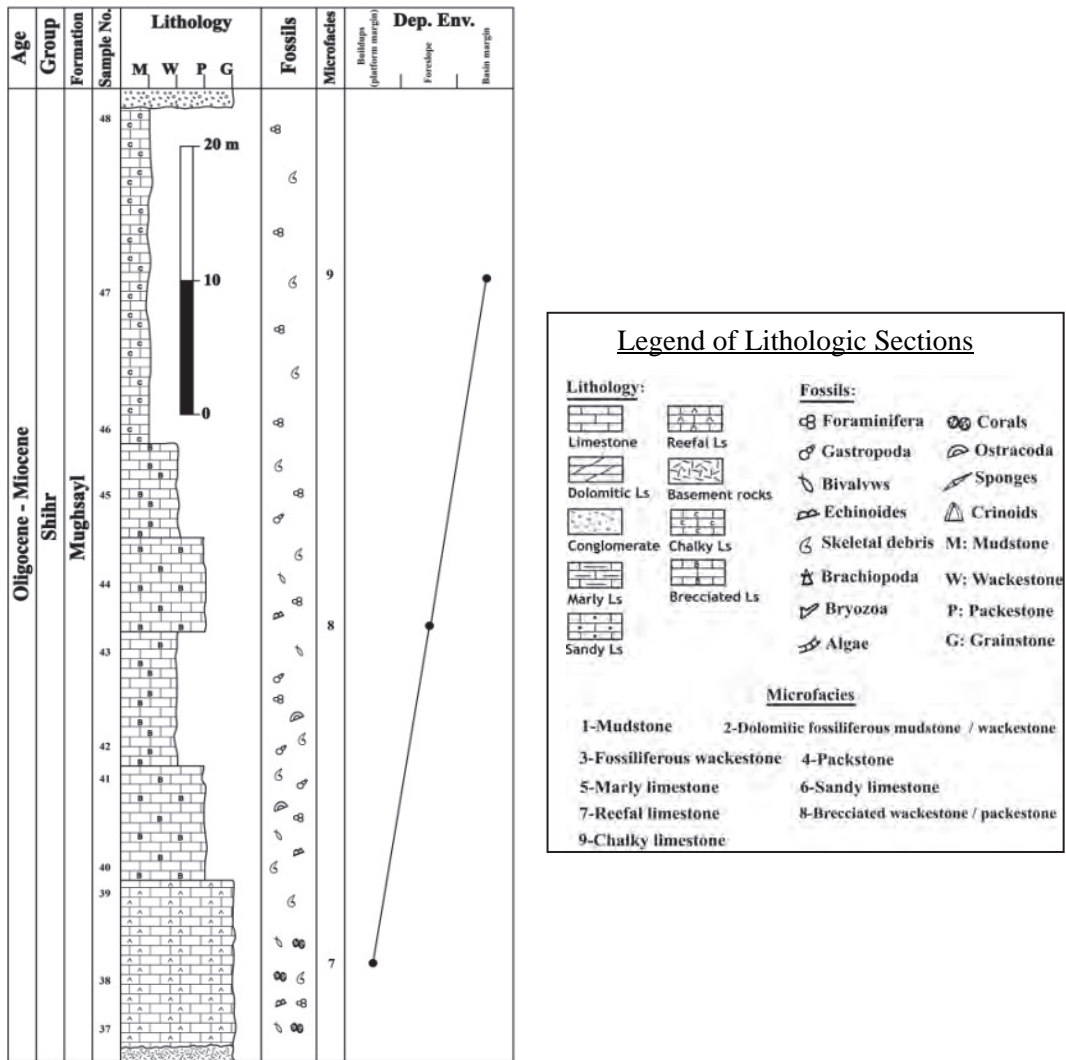 Age
Group
Formation
Sample No.
Lithology
M W P G
Fossils
Microfacies
Dep. Env.
Buildups
(platform margin)
Foreslope
Basin margin
Oligocene - Miocene
Shihr
Mughsayl
48
47
46
45
44
43
42
41
40
39
38
37
20 m
10
0
C C C C C C C C C C C C C C C C C C C C C C C C C C C C C C
B B B B B B B B B B B B B B B B B B B B B B B B B B B B B B
9
8
7
Legend of Lithologic Sections
Lithology:
Limestone
Reefal Ls
Dolomitic Ls
Basement rocks
Conglomerate
Chalky Ls
Marly Ls
Brecciated Ls
Sandy Ls
Fossils:
Foraminifera
Corals
Gastropoda
Ostracoda
Bivalyws
Sponges
Echinoides
Crinoids
Skeletal debris
M: Mudstone
Brachiopoda
W: Wackestone
Bryozoa
P: Packestone
Algae
G: Grainstone
Microfacies
1-Mudstone
2-Dolomitic fossiliferous mudstone / wackestone
3-Fossiliferous wackestone
4-Packstone
5-Marly limestone
6-Sandy limestone
7-Reefal limestone
8-Brecciated wackestone / packestone
9-Chalky limestone